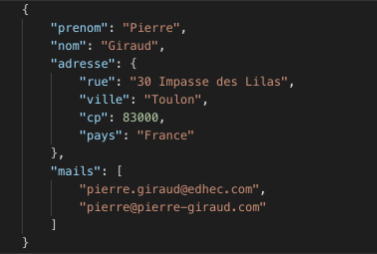 {
"prenom": "Pierre",
"nom": "Giraud",
"adresse": {
"rue": "30 Impasse des Lilas",
"ville": "Toulon",
"cp": 83000,
"pays": "France"
},
"mails": [
"pierre.giraud@edhec.com",
"pierre@pierre-giraud.com"
]
}